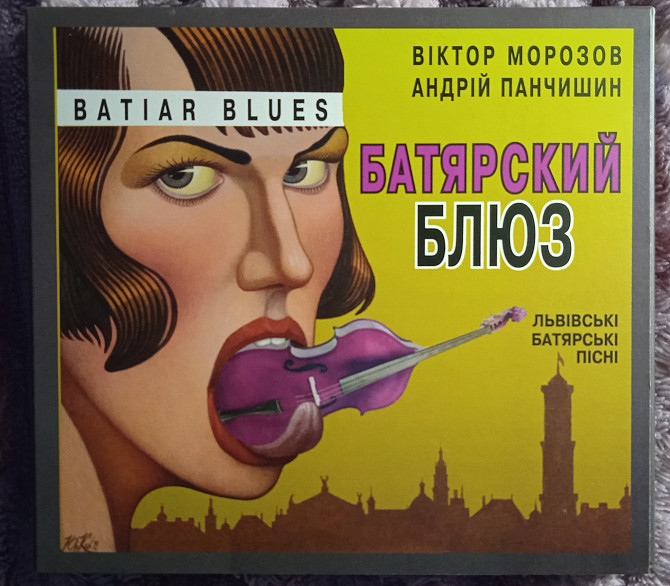 ВІКТОР МОРОЗОВ
АНДРІЙ ПАНЧИШИН
BATIAR BLUES
БАТЯРСКИЙ
БЛЮЗ
ЛЬВІВСЬКІ
БАТЯРСЬКІ
ПІСНІ